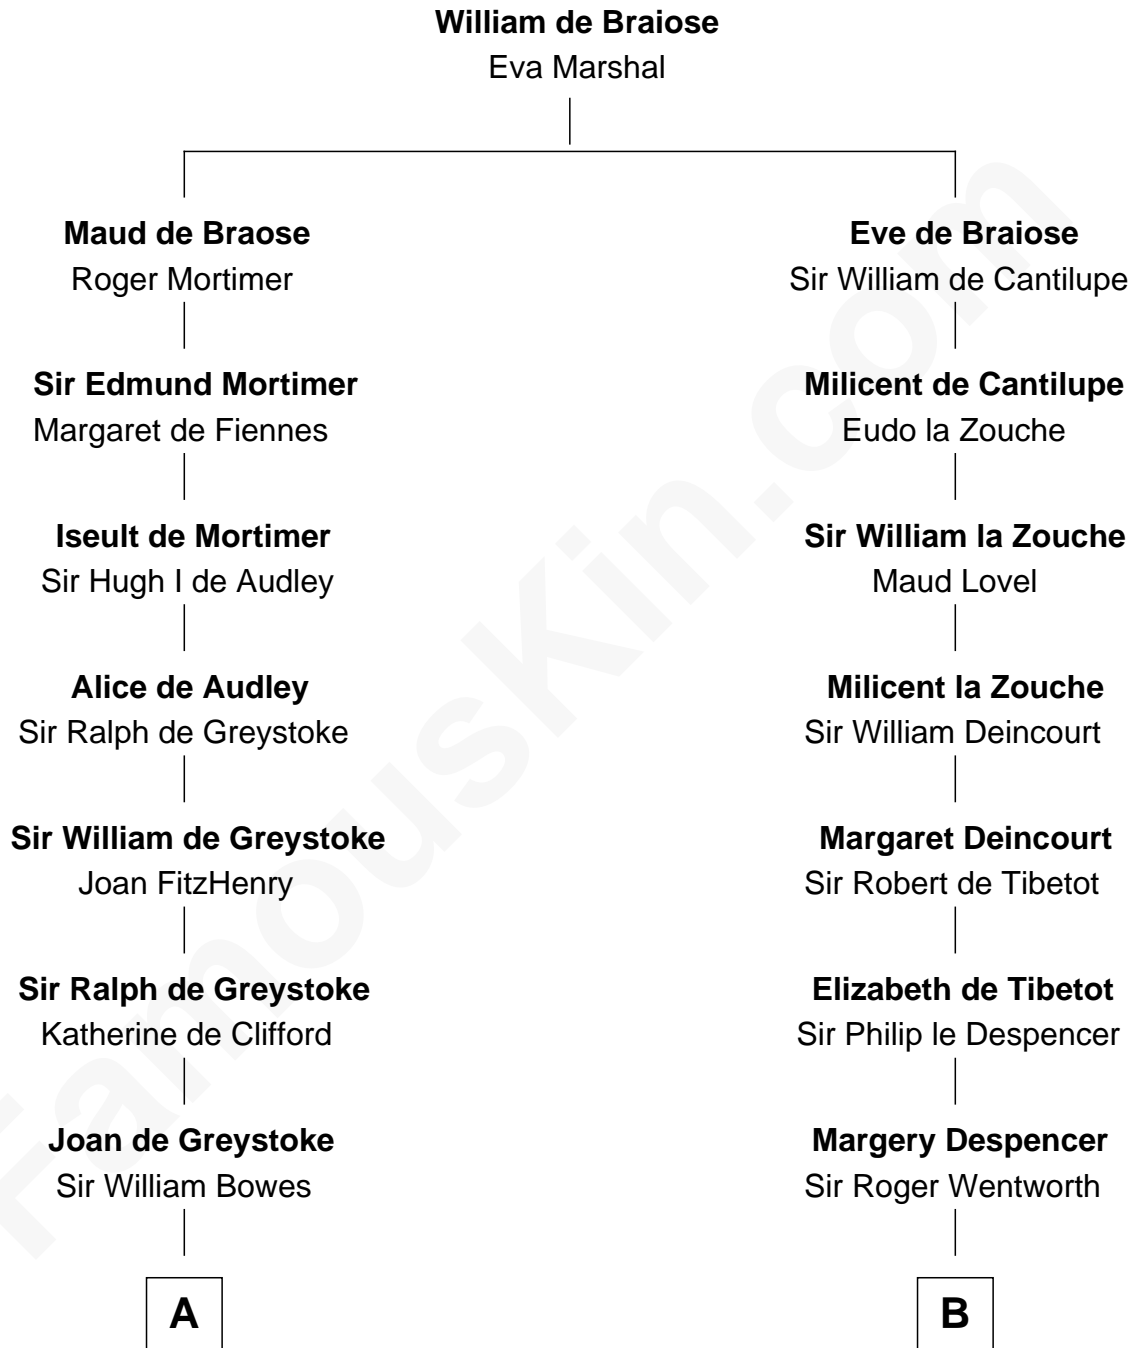 William de Braiose
Eva Marshal
Maud de Braose
Roger Mortimer
Eve de Braiose
Sir William de Cantilupe
Sir Edmund Mortimer
Margaret de Fiennes
Milicent de Cantilupe
Eudo la Zouche
Iseult de Mortimer
Sir Hugh I de Audley
Sir William la Zouche
Maud Lovel
Alice de Audley
Sir Ralph de Greystoke
Milicent la Zouche
Sir William Deincourt
Sir William de Greystoke
Joan FitzHenry
Margaret Deincourt
Sir Robert de Tibetot
Sir Ralph de Greystoke
Katherine de Clifford
Elizabeth de Tibetot
Sir Philip le Despencer
Joan de Greystoke
Sir William Bowes
Margery Despencer
Sir Roger Wentworth
A
B
FamousKin.com